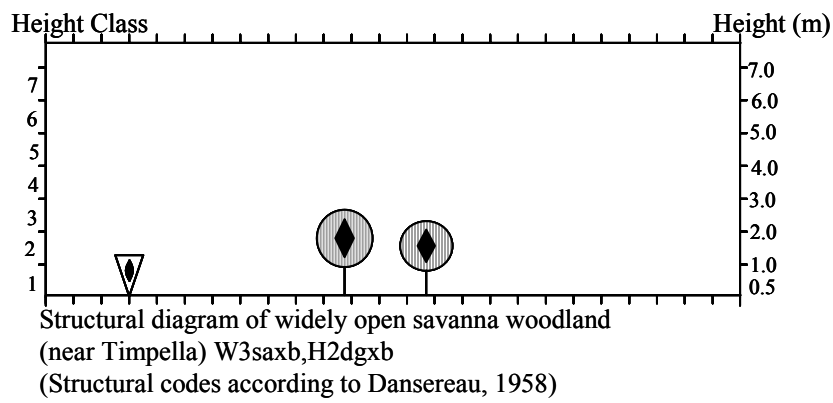 Height Class Height (m)
7 7.0
6 6.0
5 5.0
4 4.0
3 3.0
2 2.0
1 1.0
0.5
Structural diagram of widely open savanna woodland
(near Timpella) W3saxb,H2dgxb
(Structural codes according to Dansereau, 1958)